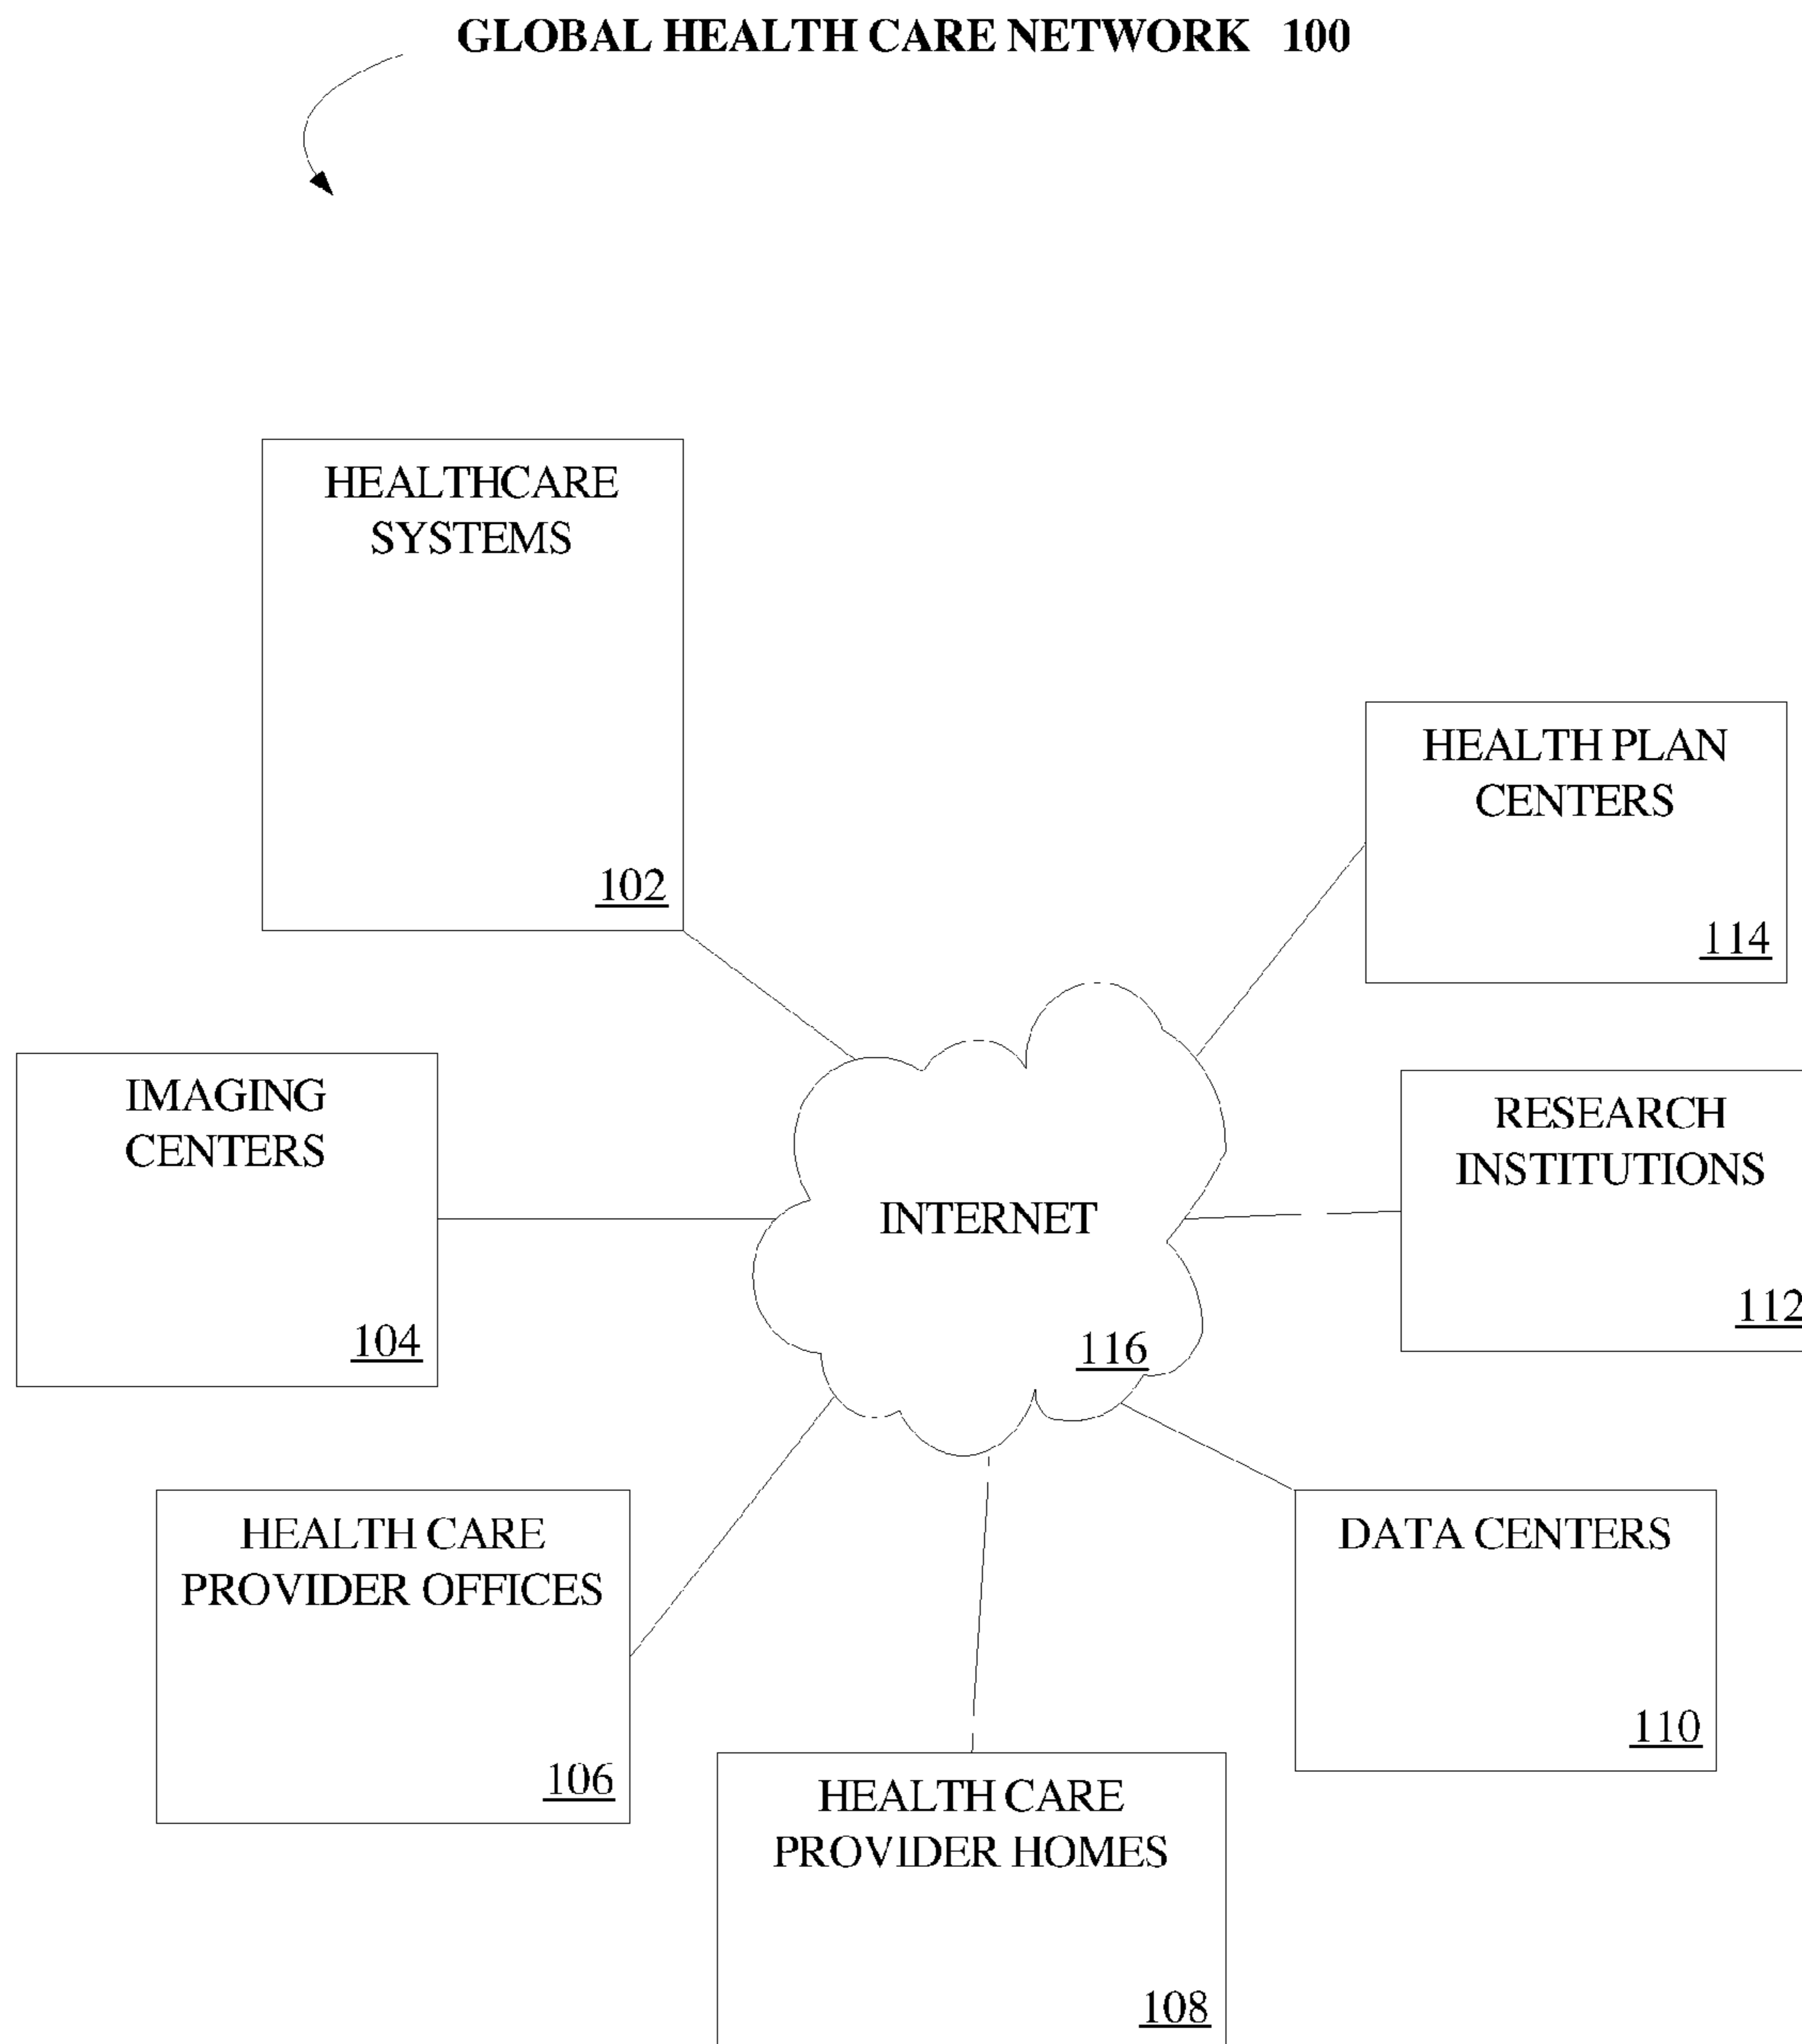 GLOBAL HEALTH CARE NETWORK 100
HEALTHCARE
SYSTEMS
102
HEALTH PLAN
CENTERS
114
IMAGING
CENTERS
104
RESEARCH
INSTITUTIONS
112
INTERNET
116
HEALTH CARE
PROVIDER OFFICES
106
DATA CENTERS
110
HEALTH CARE
PROVIDER HOMES
108